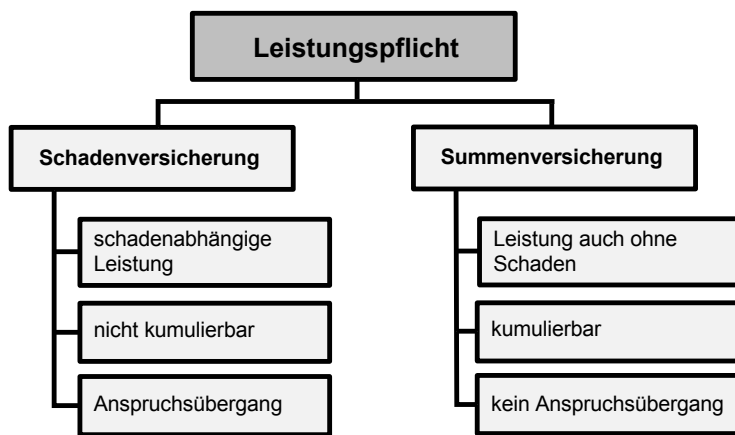 Leistungspflicht
Schadenversicherung
schadenabhängige
Leistung
nicht kumulierbar
Anspruchsübergang
Summenversicherung
Leistung auch ohne
Schaden
kumulierbar
kein Anspruchsübergang